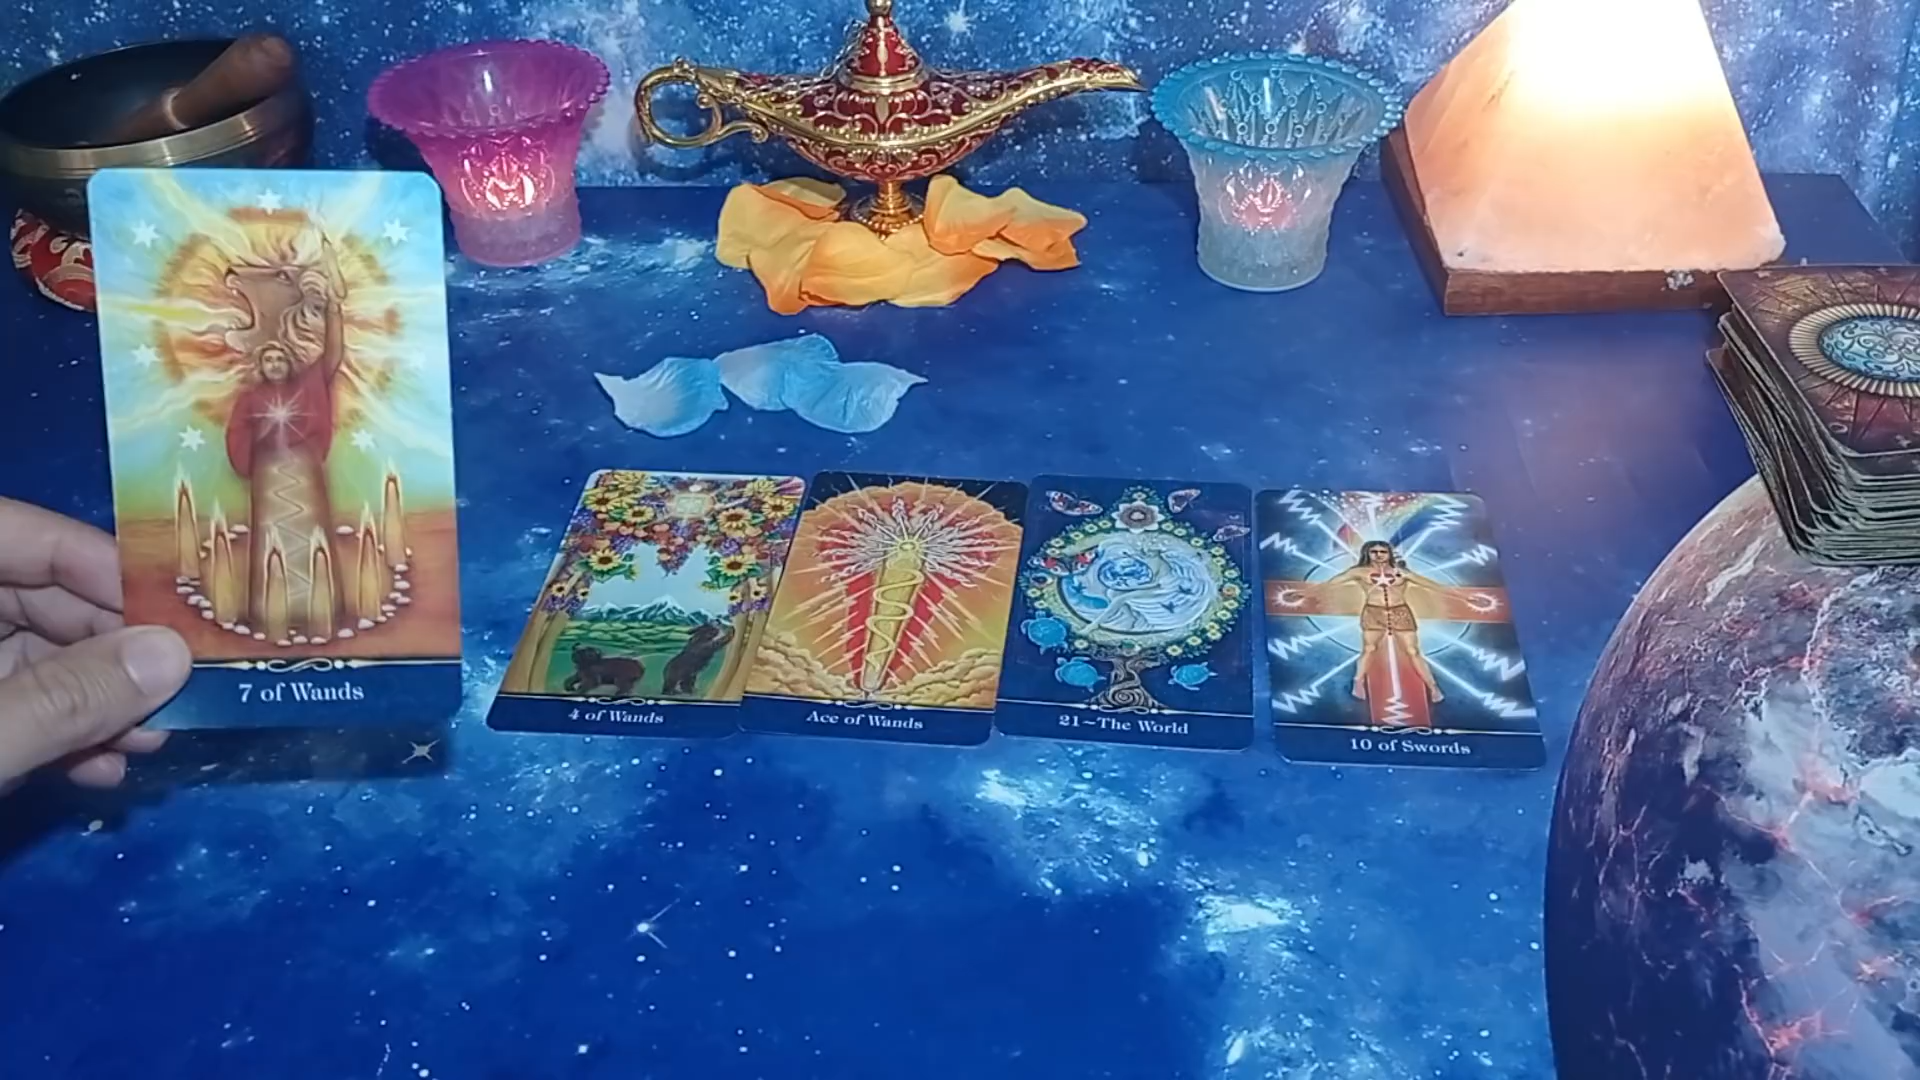 7 of Wands
4 of Wands
Ace of Wands
21~The World
10 of Swords